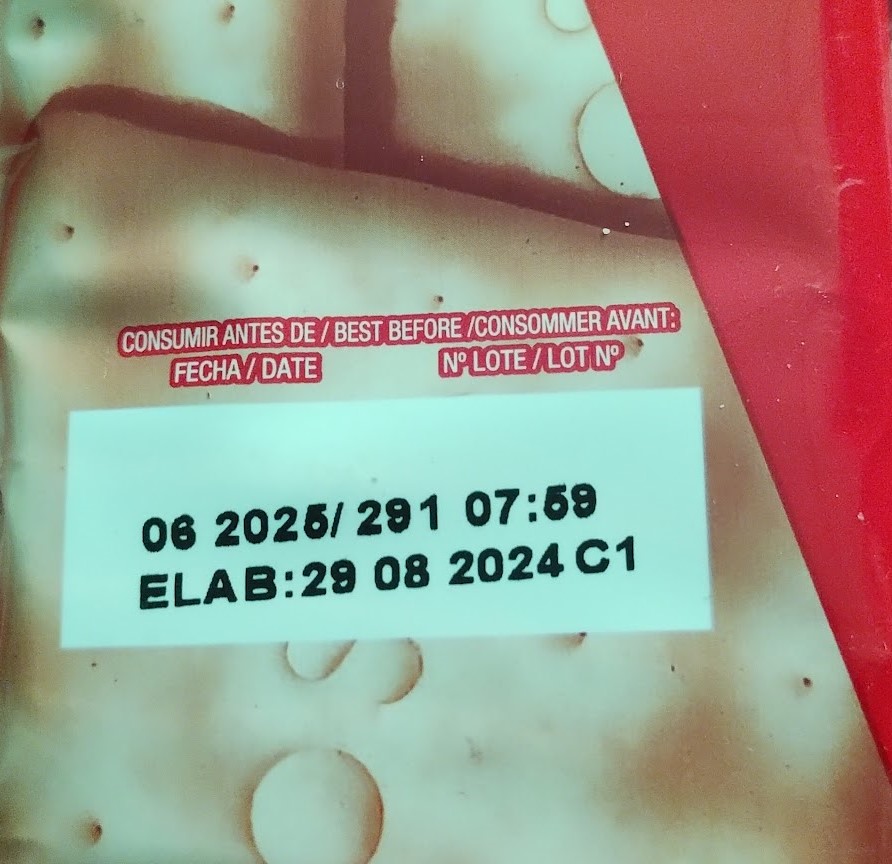 CONSUMIR ANTES DE / BEST BEFORE /CONSOMMER AVANT:
FECHA / DATE Nº LOTE / LOT Nº
06 2025/ 291 07:59
ELAB:29 08 2024 C1